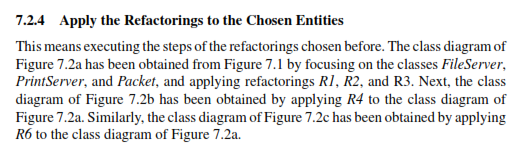 7.2.4 Apply the Refactorings to the Chosen Entities
This means executing the steps of the refactorings chosen before. The class diagram of
Figure 7.2a has been obtained from Figure 7.1 by focusing on the classes FileServer,
PrintServer, and Packet, and applying refactorings R1, R2, and R3. Next, the class
diagram of Figure 7.2b has been obtained by applying R4 to the class diagram of
Figure 7.2a. Similarly, the class diagram of Figure 7.2c has been obtained by applying
R6 to the class diagram of Figure 7.2a.